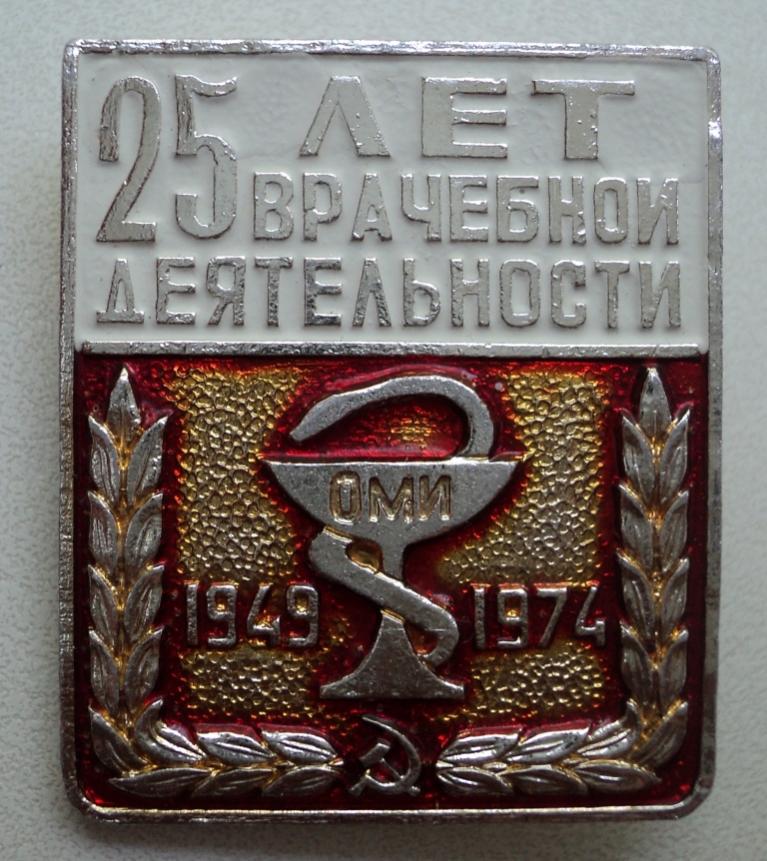 25 ЛЕТ
ВРАЧЕБНОЙ
ДЕЯТЕЛЬНОСТИ
ОМИ
1949 1974